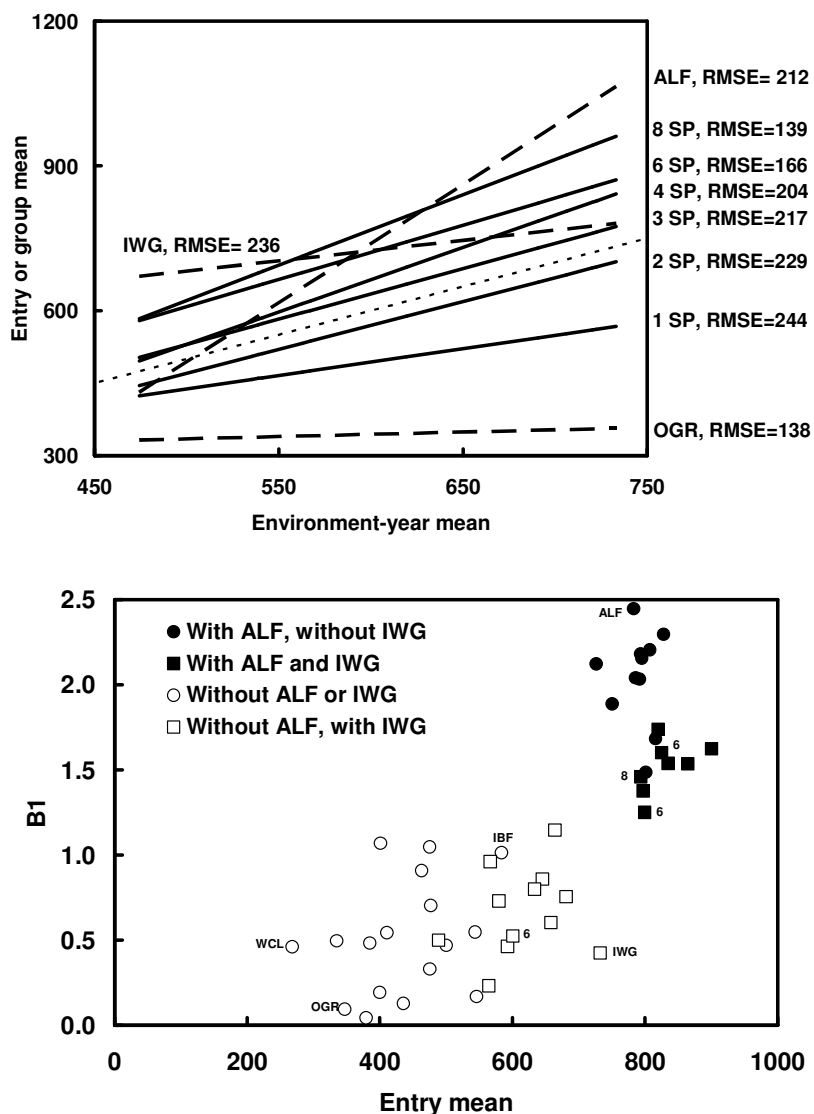 1200
900
600
300
Entry or group mean
IWG, RMSE= 236
ALF, RMSE= 212
8 SP, RMSE=139
6 SP, RMSE=166
4 SP, RMSE=204
3 SP, RMSE=217
2 SP, RMSE=229
1 SP, RMSE=244
OGR, RMSE=138
450 550 650 750
Environment-year mean
2.5
2.0
1.5
1.0
0.5
0.0
B1
With ALF, without IWG
With ALF and IWG
Without ALF or IWG
Without ALF, with IWG
ALF
6
8
6
IBF
WCL
6
IWG
OGR
0 200 400 600 800 1000
Entry mean